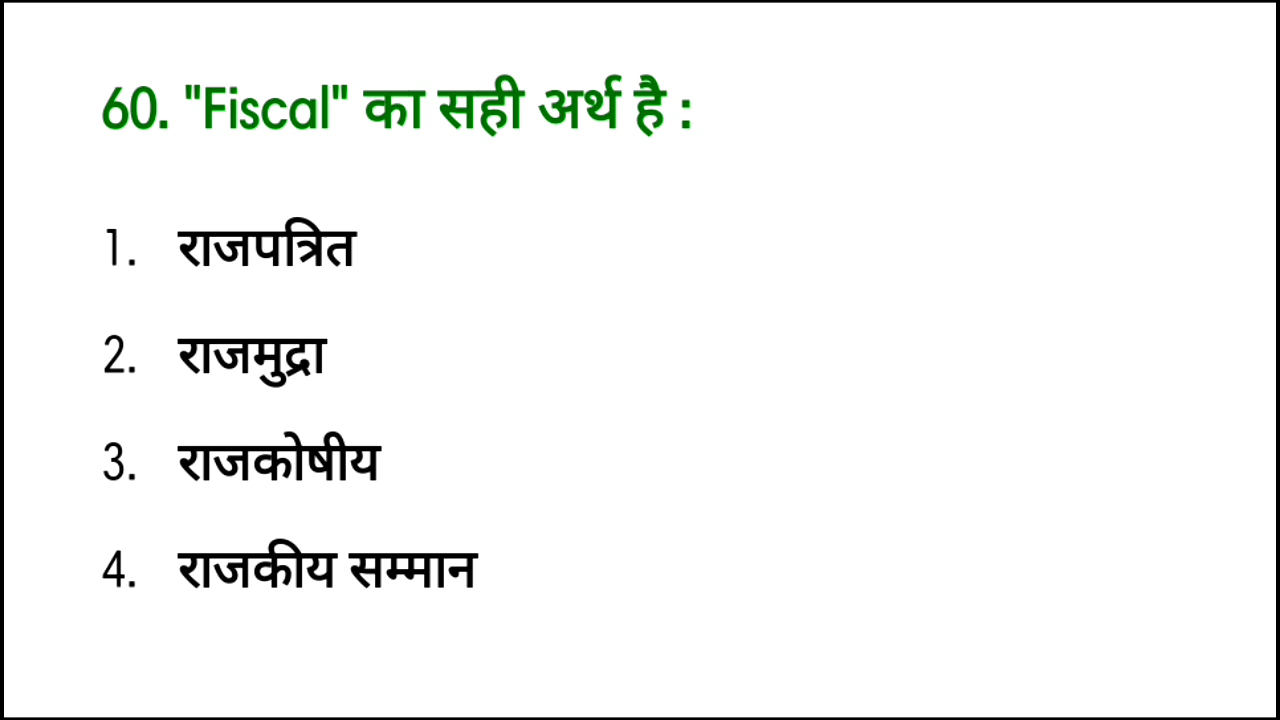 60. "Fiscal" का सही अर्थ है :
1. राजपत्रित
2. राजमुद्रा
3. राजकोषीय
4. राजकीय सम्मान